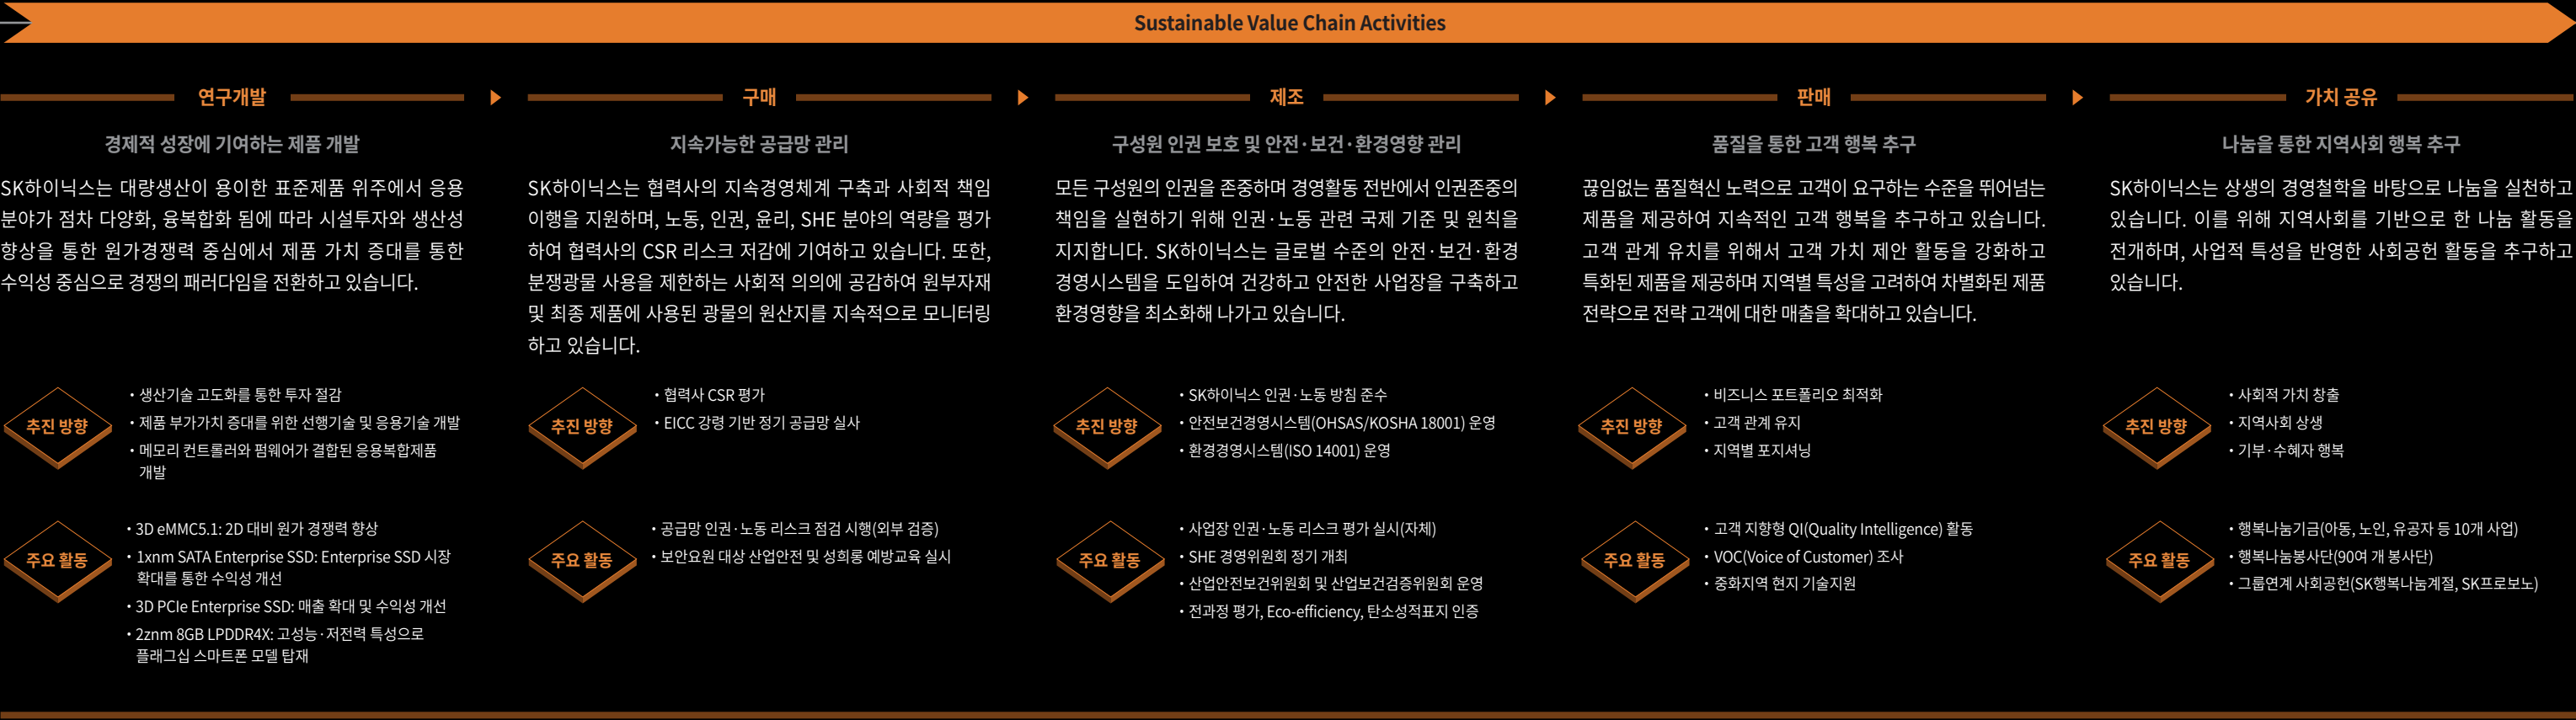 Sustainable Value Chain Activities
연구개발
경제적 성장에 기여하는 제품 개발
SK하이닉스는 대량생산이 용이한 표준제품 위주에서 응용
분야가 점차 다양화, 융복합화 됨에 따라 시설투자와 생산성
향상을 통한 원가경쟁력 중심에서 제품 가치 증대를 통한
수익성 중심으로 경쟁의 패러다임을 전환하고 있습니다.
추진 방향
• 생산기술 고도화를 통한 투자 절감
• 제품 부가가치 증대를 위한 선행기술 및 응용기술 개발
• 메모리 컨트롤러와 펌웨어가 결합된 응용복합제품
개발
주요 활동
• 3D eMMC5.1: 2D 대비 원가 경쟁력 향상
• 1xnm SATA Enterprise SSD: Enterprise SSD 시장
확대를 통한 수익성 개선
• 3D PCIe Enterprise SSD: 매출 확대 및 수익성 개선
• 2znm 8GB LPDDR4X: 고성능·저전력 특성으로
플래그십 스마트폰 모델 탑재
구매
지속가능한 공급망 관리
SK하이닉스는 협력사의 지속경영체계 구축과 사회적 책임
이행을 지원하며, 노동, 인권, 윤리, SHE 분야의 역량을 평가
하여 협력사의 CSR 리스크 저감에 기여하고 있습니다. 또한,
분쟁광물 사용을 제한하는 사회적 의의에 공감하여 원부자재
및 최종 제품에 사용된 광물의 원산지를 지속적으로 모니터링
하고 있습니다.
추진 방향
• 협력사 CSR 평가
• EICC 강령 기반 정기 공급망 실사
주요 활동
• 공급망 인권·노동 리스크 점검 시행(외부 검증)
• 보안요원 대상 산업안전 및 성희롱 예방교육 실시
제조
구성원 인권 보호 및 안전·보건·환경영향 관리
모든 구성원의 인권을 존중하며 경영활동 전반에서 인권존중의
책임을 실현하기 위해 인권·노동 관련 국제 기준 및 원칙을
지지합니다. SK하이닉스는 글로벌 수준의 안전·보건·환경
경영시스템을 도입하여 건강하고 안전한 사업장을 구축하고
환경영향을 최소화해 나가고 있습니다.
추진 방향
• SK하이닉스 인권·노동 방침 준수
• 안전보건경영시스템(OHSAS/KOSHA 18001) 운영
• 환경경영시스템(ISO 14001) 운영
주요 활동
• 사업장 인권·노동 리스크 평가 실시(자체)
• SHE 경영위원회 정기 개최
• 산업안전보건위원회 및 산업보건검증위원회 운영
• 전과정 평가, Eco-efficiency, 탄소성적표지 인증
판매
품질을 통한 고객 행복 추구
끊임없는 품질혁신 노력으로 고객이 요구하는 수준을 뛰어넘는
제품을 제공하여 지속적인 고객 행복을 추구하고 있습니다.
고객 관계 유치를 위해서 고객 가치 제안 활동을 강화하고
특화된 제품을 제공하며 지역별 특성을 고려하여 차별화된 제품
전략으로 전략 고객에 대한 매출을 확대하고 있습니다.
추진 방향
• 비즈니스 포트폴리오 최적화
• 고객 관계 유지
• 지역별 포지셔닝
주요 활동
• 고객 지향형 QI(Quality Intelligence) 활동
• VOC(Voice of Customer) 조사
• 중화지역 현지 기술지원
가치 공유
나눔을 통한 지역사회 행복 추구
SK하이닉스는 상생의 경영철학을 바탕으로 나눔을 실천하고
있습니다. 이를 위해 지역사회를 기반으로 한 나눔 활동을
전개하며, 사업적 특성을 반영한 사회공헌 활동을 추구하고
있습니다.
추진 방향
• 사회적 가치 창출
• 지역사회 상생
• 기부·수혜자 행복
주요 활동
• 행복나눔기금(아동, 노인, 유공자 등 10개 사업)
• 행복나눔봉사단(90여 개 봉사단)
• 그룹연계 사회공헌(SK행복나눔계절, SK프로보노)